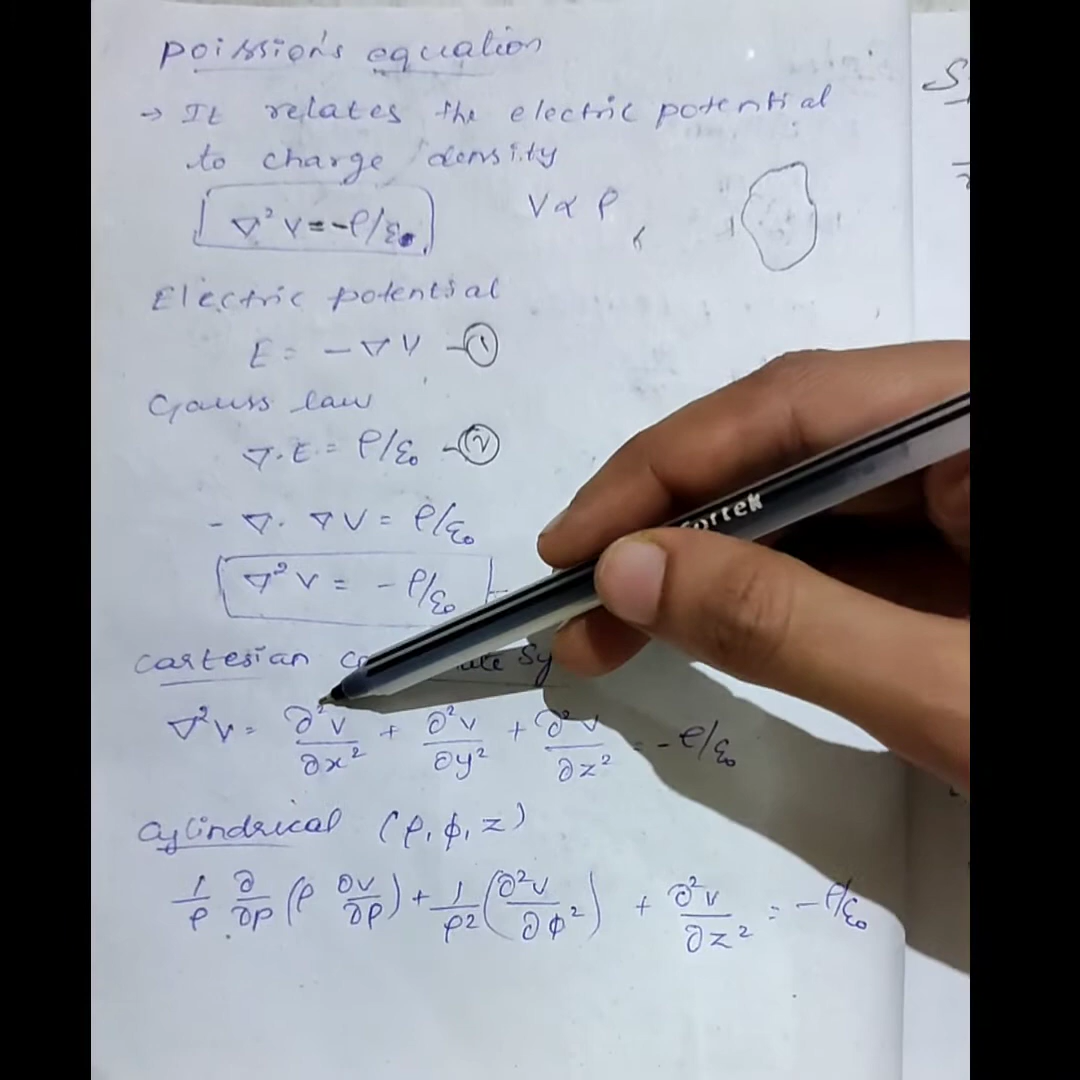 Poission's equation
→ It relates the electric potential
to charge density
∇²V = -ρ/ε₀
V ∝ ρ
Electric potential
E = -∇V -①
Gauss law
∇.E = ρ/ε₀ -②
-∇. ∇V = ρ/ε₀
∇²V = -ρ/ε₀
Cartesian
∇²V = ∂²V/∂x² + ∂²V/∂y² + ∂²V/∂z² = -ρ/ε₀
Cylindrical (ρ, ϕ, z)
1/ρ ∂/∂ρ (ρ ∂V/∂ρ) + 1/ρ² (∂²V/∂ϕ²) + ∂²V/∂z² = -ρ/ε₀